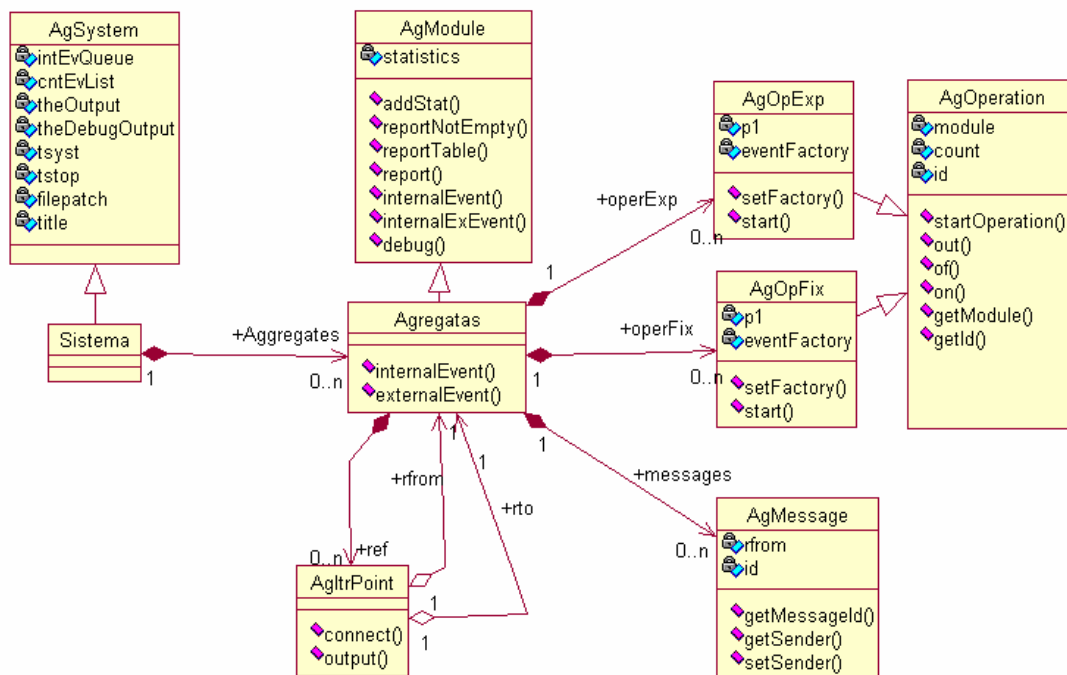 AgSystem
intEvQueue
cntEvList
theOutput
theDebugOutput
tsyst
tstop
filepatch
title
AgModule
statistics
addStat()
reportNotEmpty()
reportTable()
report()
internalEvent()
internalExEvent()
debug()
AgOpExp
p1
eventFactory
setFactory()
start()
AgOperation
module
count
id
startOperation()
out()
of()
on()
getModule()
getId()
+operExp
0..n
1
Sistema
1
+Aggregates
0..n
Agregatas
internalEvent()
externalEvent()
1
+operFix
0..n
AgOpFix
p1
eventFactory
setFactory()
start()
1
+messages
0..n
1
+rfrom
1
+rto
0..n
+ref
1
1
AgItrPoint
connect()
output()
AgMessage
rfrom
id
getMessageId()
getSender()
setSender()